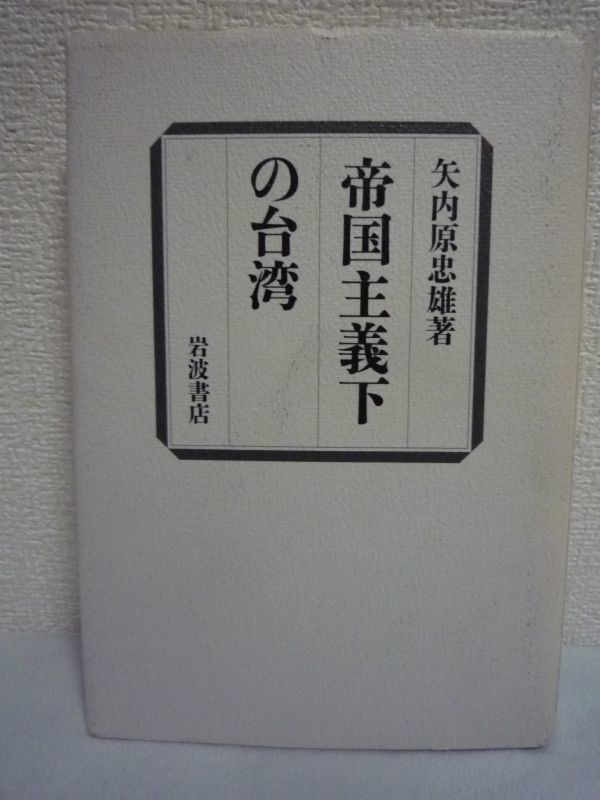 矢内原忠雄著
帝国主義下
の台湾
岩波書店